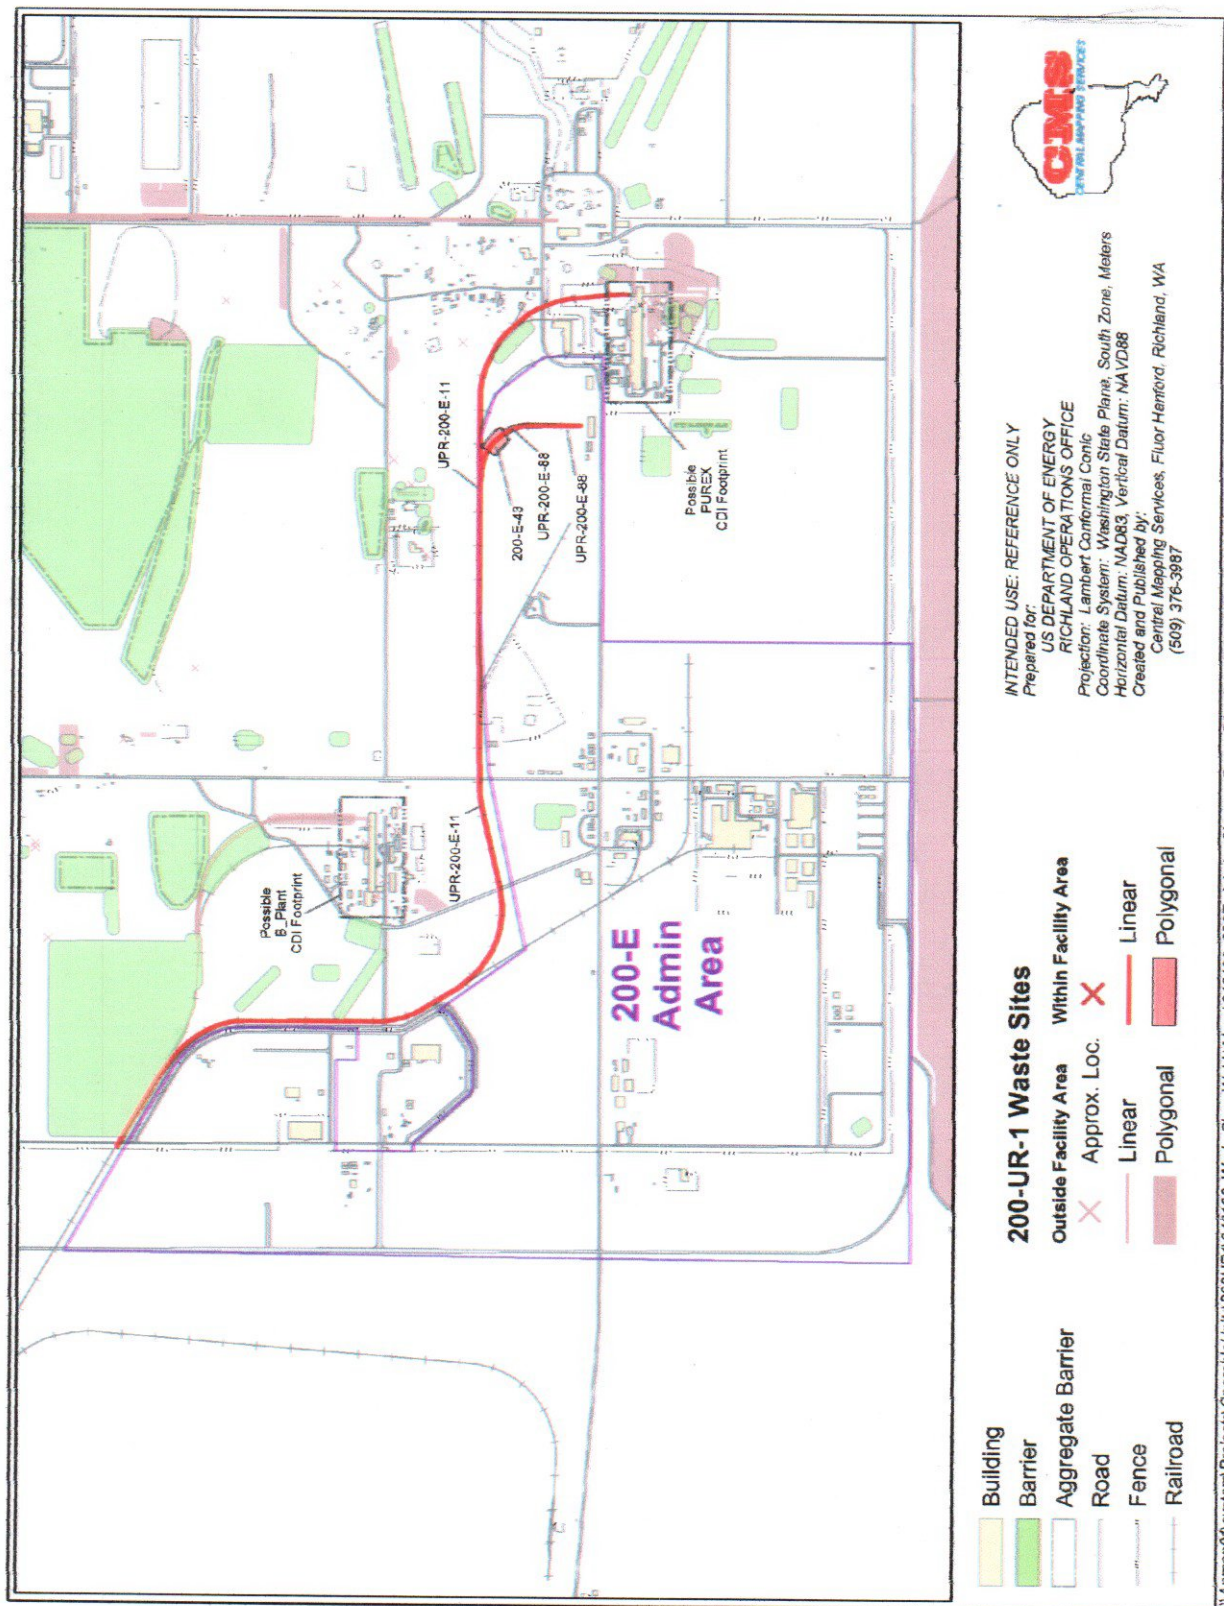 Possible
B_Plant
CDI Footprint
UPR-200-E-11
UPR-200-E-11
200-E-43
UPR-200-E-88
UPR-200-E-88
Possible
PUREX
CDI Footprint
200-E
Admin
Area
Building
Barrier
Aggregate Barrier
Road
Fence
Railroad
200-UR-1 Waste Sites
Outside Facility Area Within Facility Area
Approx. Loc.
Linear Linear
Polygonal Polygonal
INTENDED USE: REFERENCE ONLY
Prepared for:
US DEPARTMENT OF ENERGY
RICHLAND OPERATIONS OFFICE
Projection: Lambert Conformal Conic
Coordinate System: Washington State Plane, South Zone, Meters
Horizontal Datum: NAD83, Vertical Datum: NAVD88
Created and Published by:
Central Mapping Services, Fluor Hanford, Richland, WA
(509) 376-3987
CMS
CENTRAL MAPPING SERVICES